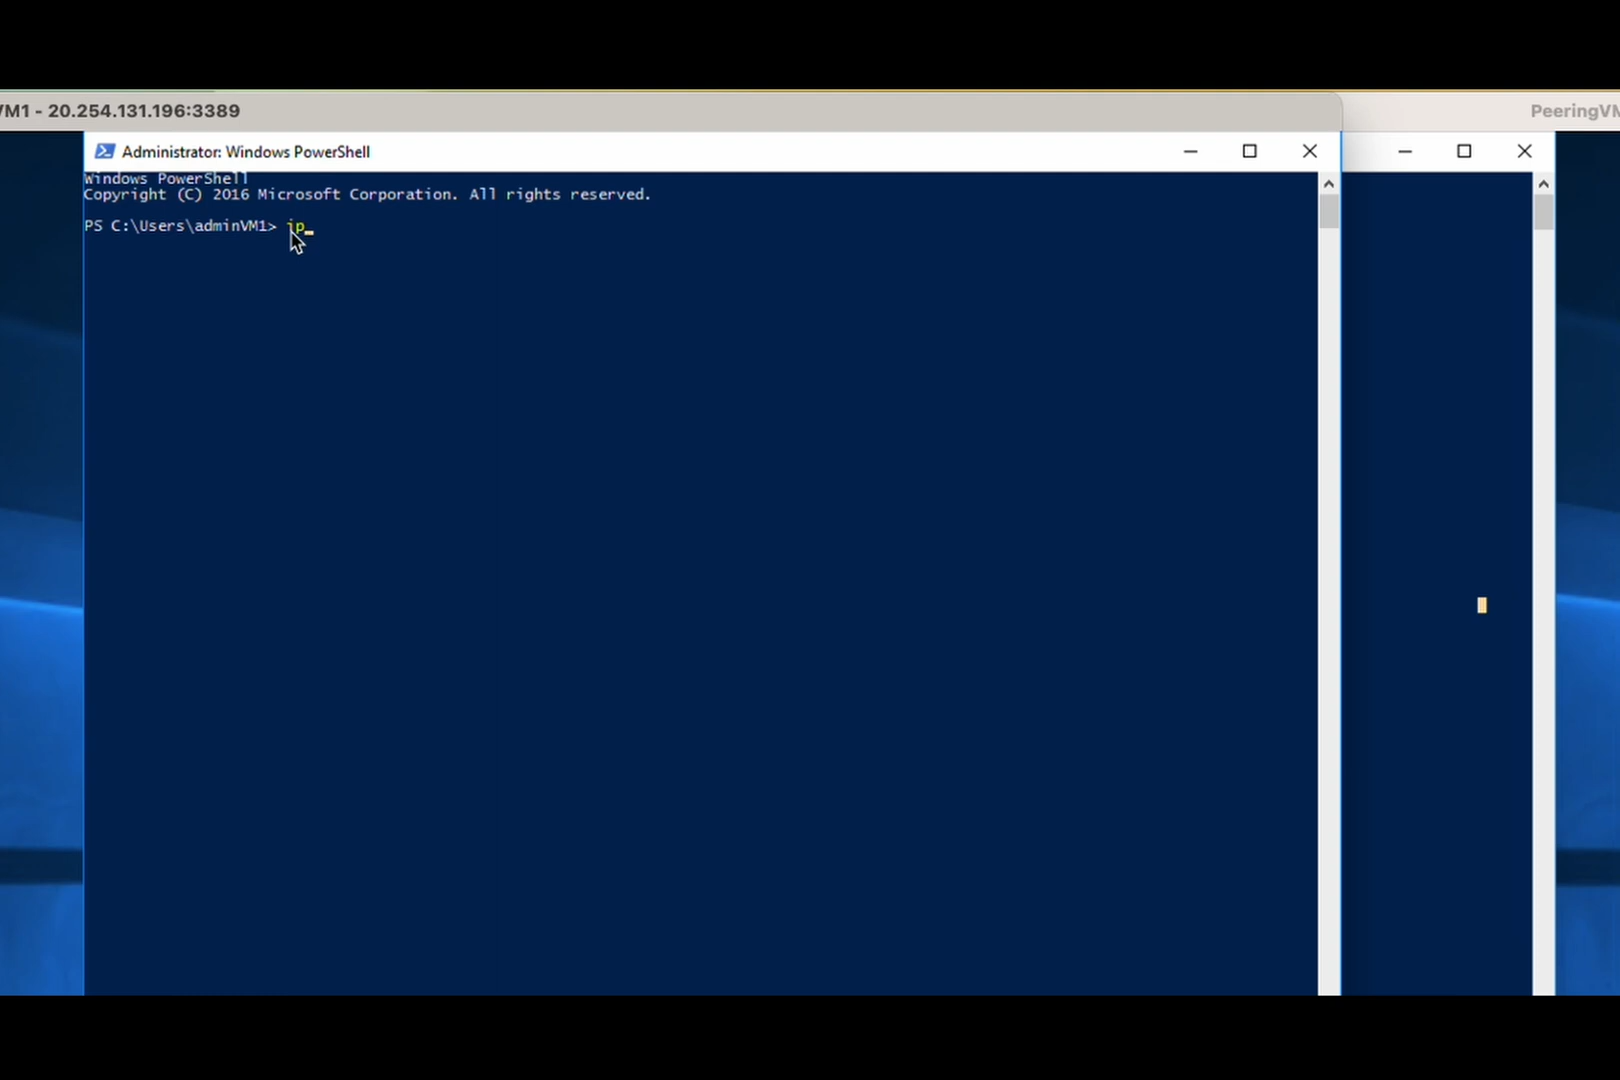 VM1 - 20.254.131.196:3389
PeeringVM
Administrator: Windows PowerShell
Windows PowerShell
Copyright (C) 2016 Microsoft Corporation. All rights reserved.
PS C:\Users\adminVM1> ip_